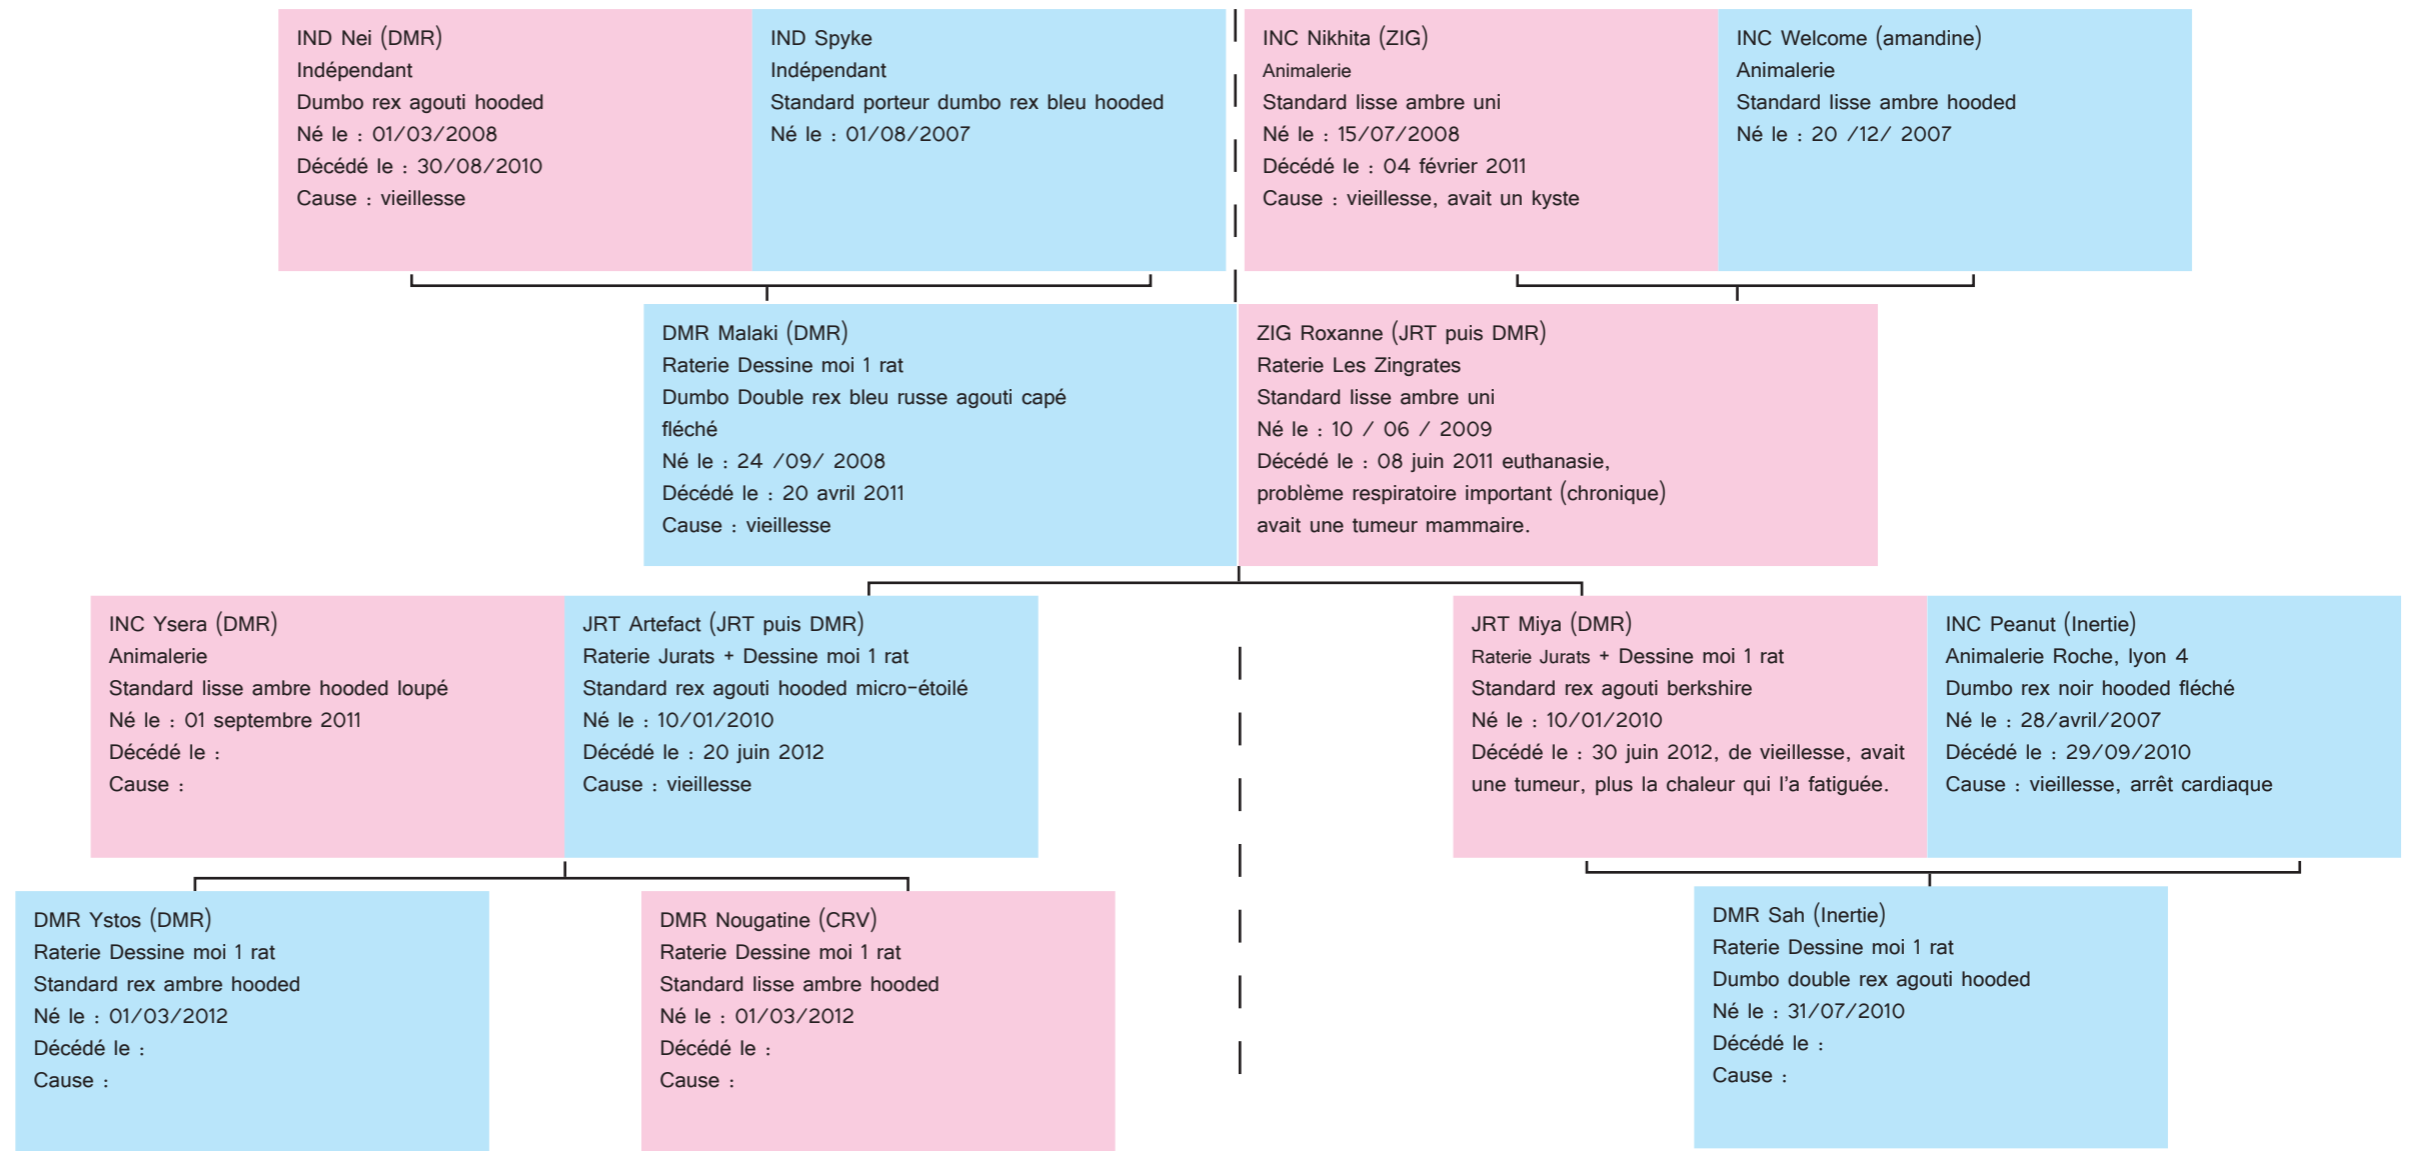 IND Nei (DMR)
Indépendant
Dumbo rex agouti hooded
Né le : 01/03/2008
Décédé le : 30/08/2010
Cause : vieillesse
IND Spyke
Indépendant
Standard porteur dumbo rex bleu hooded
Né le : 01/08/2007
INC Nikhita (ZIG)
Animalerie
Standard lisse ambre uni
Né le : 15/07/2008
Décédé le : 04 février 2011
Cause : vieillesse, avait un kyste
INC Welcome (amandine)
Animalerie
Standard lisse ambre hooded
Né le : 20 /12/ 2007
DMR Malaki (DMR)
Raterie Dessine moi 1 rat
Dumbo Double rex bleu russe agouti capé
fléché
Né le : 24 /09/ 2008
Décédé le : 20 avril 2011
Cause : vieillesse
ZIG Roxanne (JRT puis DMR)
Raterie Les Zingrates
Standard lisse ambre uni
Né le : 10 / 06 / 2009
Décédé le : 08 juin 2011 euthanasie,
problème respiratoire important (chronique)
avait une tumeur mammaire.
INC Ysera (DMR)
Animalerie
Standard lisse ambre hooded loupé
Né le : 01 septembre 2011
Décédé le :
Cause :
JRT Artefact (JRT puis DMR)
Raterie Jurats + Dessine moi 1 rat
Standard rex agouti hooded micro-étoilé
Né le : 10/01/2010
Décédé le : 20 juin 2012
Cause : vieillesse
JRT Miya (DMR)
Raterie Jurats + Dessine moi 1 rat
Standard rex agouti berkshire
Né le : 10/01/2010
Décédé le : 30 juin 2012, de vieillesse, avait
une tumeur, plus la chaleur qui l'a fatiguée.
INC Peanut (Inertie)
Animalerie Roche, lyon 4
Dumbo rex noir hooded fléché
Né le : 28/avril/2007
Décédé le : 29/09/2010
Cause : vieillesse, arrêt cardiaque
DMR Ystos (DMR)
Raterie Dessine moi 1 rat
Standard rex ambre hooded
Né le : 01/03/2012
Décédé le :
Cause :
DMR Nougatine (CRV)
Raterie Dessine moi 1 rat
Standard lisse ambre hooded
Né le : 01/03/2012
Décédé le :
Cause :
DMR Sah (Inertie)
Raterie Dessine moi 1 rat
Dumbo double rex agouti hooded
Né le : 31/07/2010
Décédé le :
Cause :